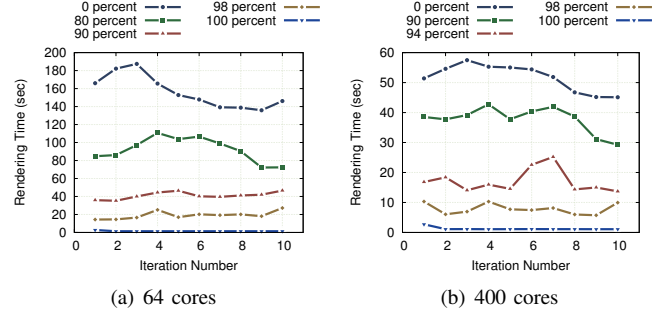 0 percent
80 percent
90 percent
98 percent
100 percent
200
180
160
140
120
100
80
60
40
20
0
Rendering Time (sec)
0 2 4 6 8 10
Iteration Number
(a) 64 cores
0 percent
90 percent
94 percent
98 percent
100 percent
60
50
40
30
20
10
0
Rendering Time (sec)
0 2 4 6 8 10
Iteration Number
(b) 400 cores